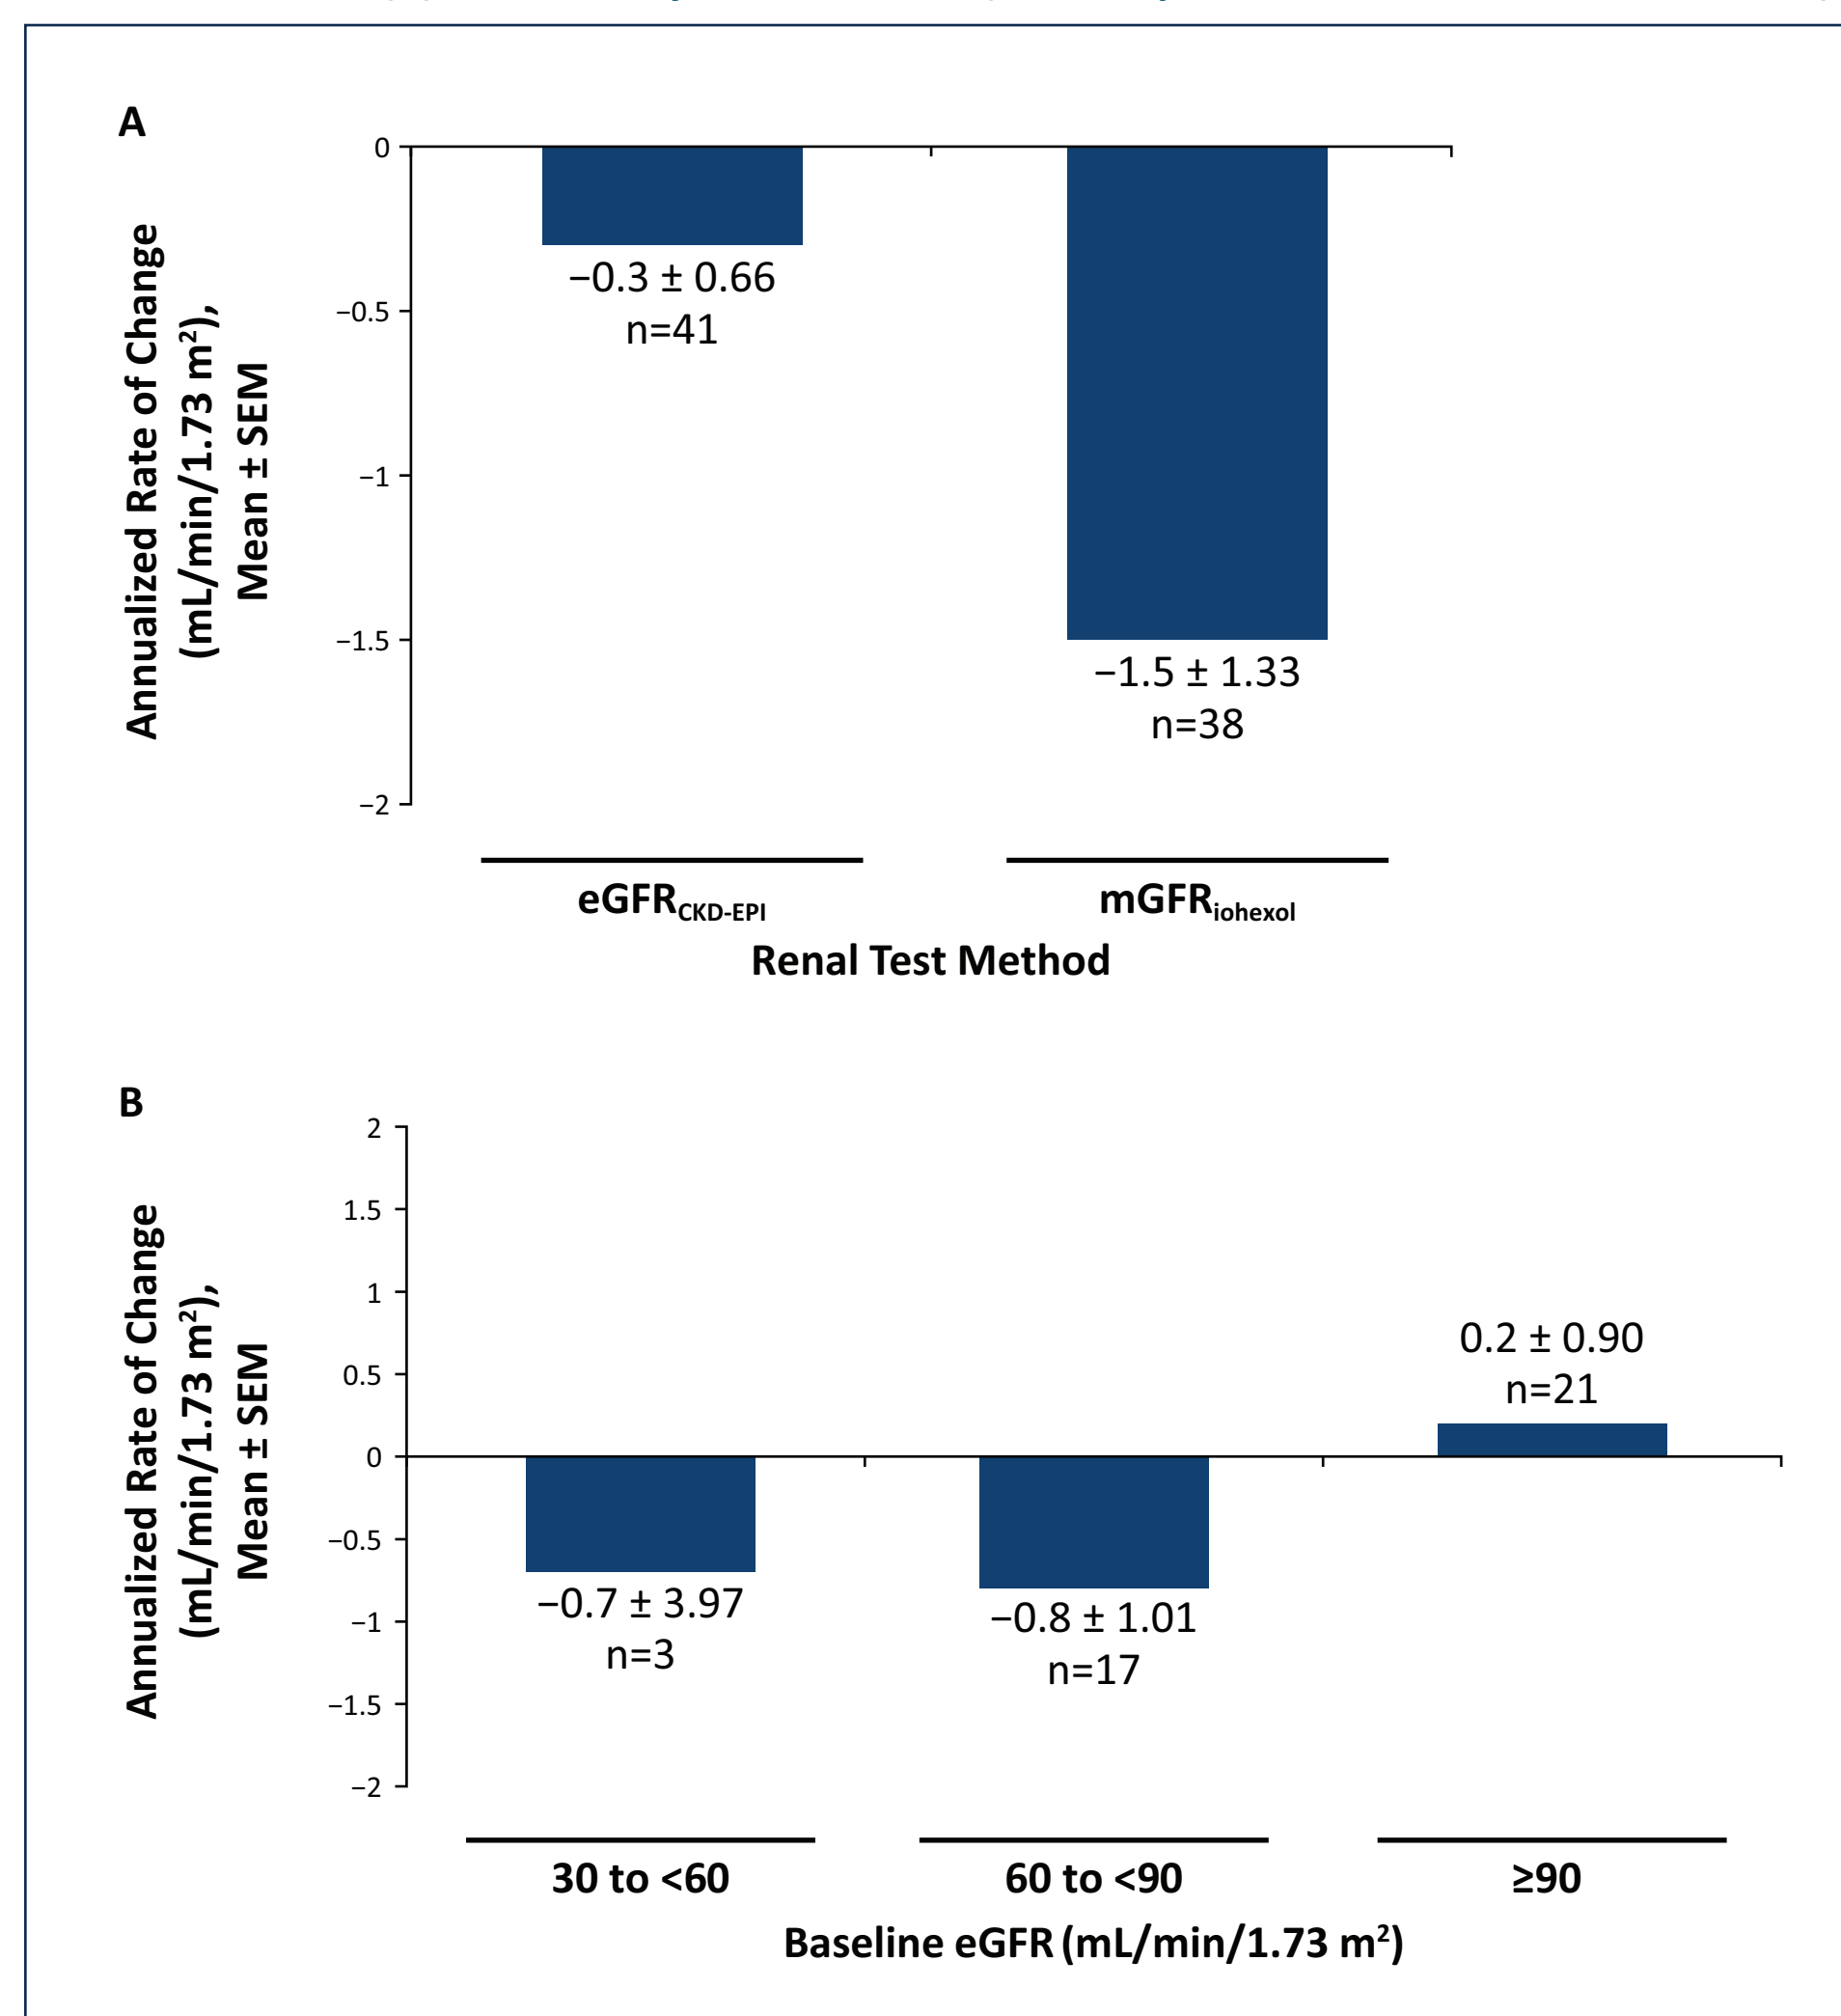 A
Annualized Rate of Change
(mL/min/1.73 m²),
Mean ± SEM
0
−0.5
−1
−1.5
−2
−0.3 ± 0.66
n=41
−1.5 ± 1.33
n=38
eGFRCKD-EPI
mGFRiohexol
Renal Test Method
B
Annualized Rate of Change
(mL/min/1.73 m²),
Mean ± SEM
2
1.5
1
0.5
0
−0.5
−1
−1.5
−2
−0.7 ± 3.97
n=3
−0.8 ± 1.01
n=17
0.2 ± 0.90
n=21
30 to <60
60 to <90
≥90
Baseline eGFR (mL/min/1.73 m²)